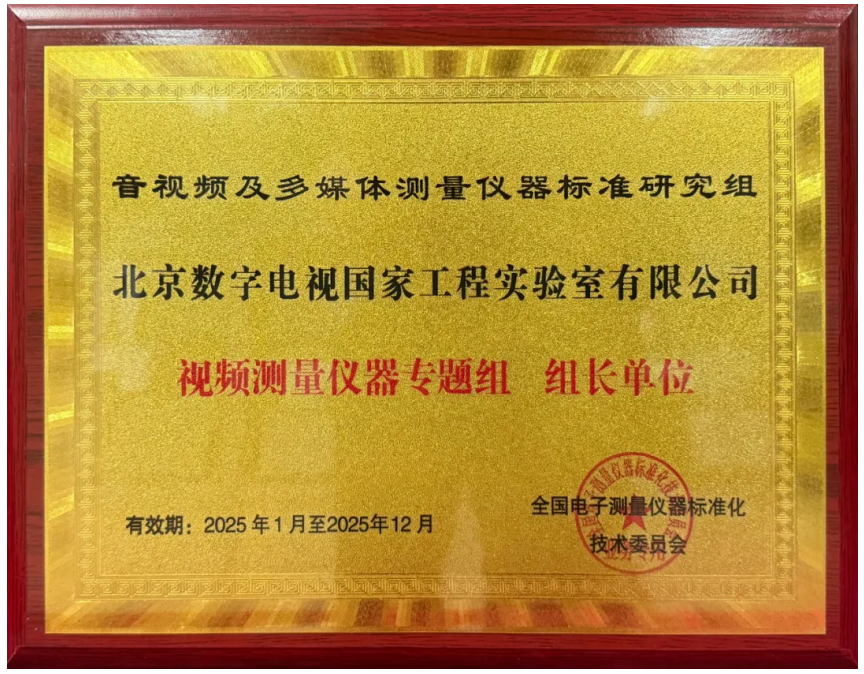 音视频及多媒体测量仪器标准研究组
北京数字电视国家工程实验室有限公司
视频测量仪器专题组 组长单位
有效期：2025年1月至2025年12月
全国电子测量仪器标准化
技术委员会